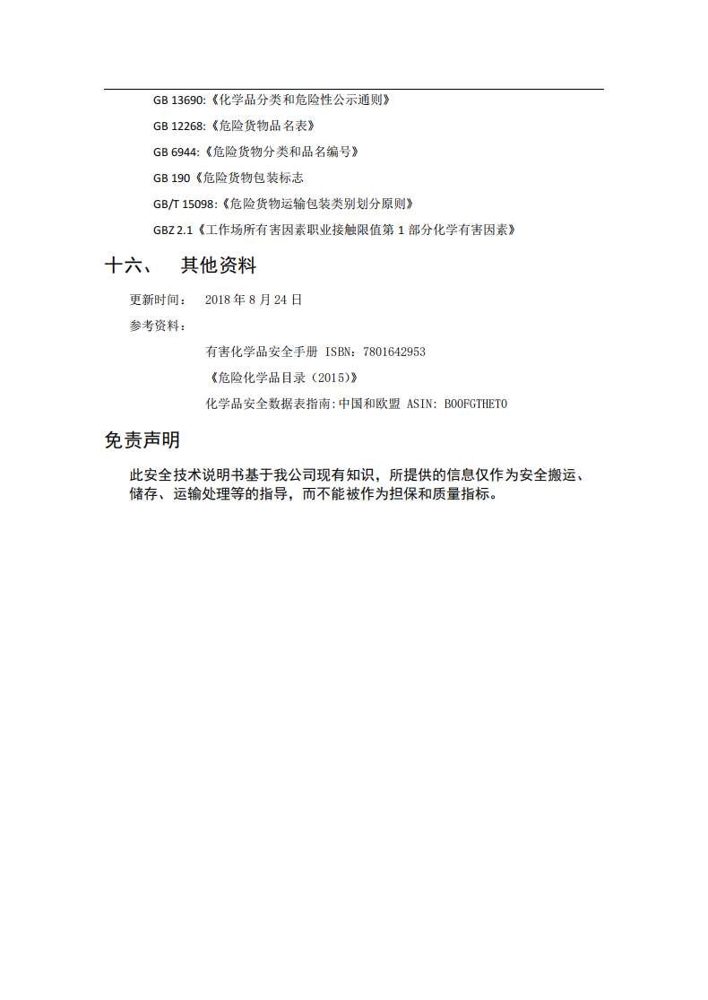 GB 13690:《化学品分类和危险性公示通则》
GB 12268:《危险货物品名表》
GB 6944:《危险货物分类和品名编号》
GB 190《危险货物包装标志
GB/T 15098:《危险货物运输包装类别划分原则》
GBZ 2.1《工作场所有害因素职业接触限值第 1 部分化学有害因素》
十六、 其他资料
更新时间： 2018 年 8 月 24 日
参考资料：
有害化学品安全手册 ISBN：7801642953
《危险化学品目录（2015）》
化学品安全数据表指南:中国和欧盟 ASIN: B00FGTHETO
免责声明
此安全技术说明书基于我公司现有知识，所提供的信息仅作为安全搬运、
储存、运输处理等的指导，而不能被作为担保和质量指标。